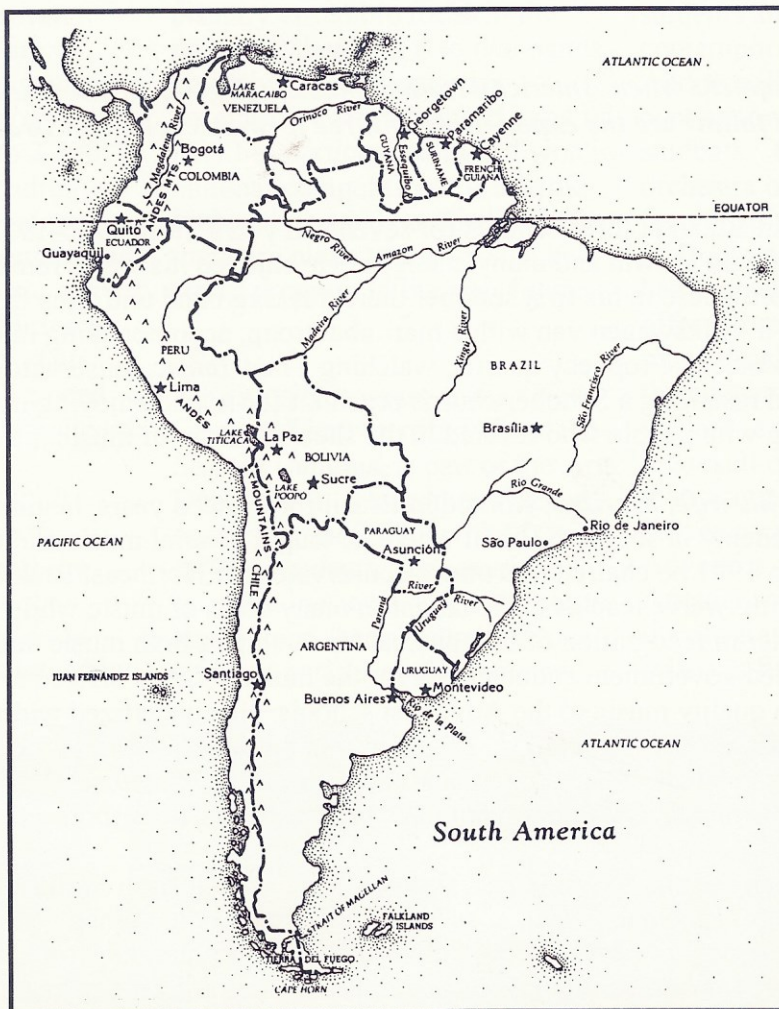 ATLANTIC OCEAN
LAKE
MARACAIBO
Caracas
VENEZUELA
Orinoco River
Georgetown
Paramaribo
Cayenne
Magdalena River
Bogotá
COLOMBIA
ANDES MTS.
GUYANA
Essequibo R.
SURINAME
FRENCH
GUIANA
EQUATOR
Quito
ECUADOR
Guayaquil
Negro River
Amazon River
Madeira River
Xingú River
PERU
BRAZIL
São Francisco River
Lima
ANDES
MOUNTAINS
LAKE
TITICACA
La Paz
BOLIVIA
Brasília
LAKE
POOPÓ
Sucre
Rio Grande
PACIFIC OCEAN
PARAGUAY
Rio de Janeiro
São Paulo
Asunción
CHILE
Paraná River
Uruguay River
ARGENTINA
URUGUAY
JUAN FERNÁNDEZ ISLANDS
Santiago
Buenos Aires
Montevideo
Río de la Plata
ATLANTIC OCEAN
South America
STRAIT OF MAGELLAN
FALKLAND
ISLANDS
TIERRA DEL FUEGO
CAPE HORN